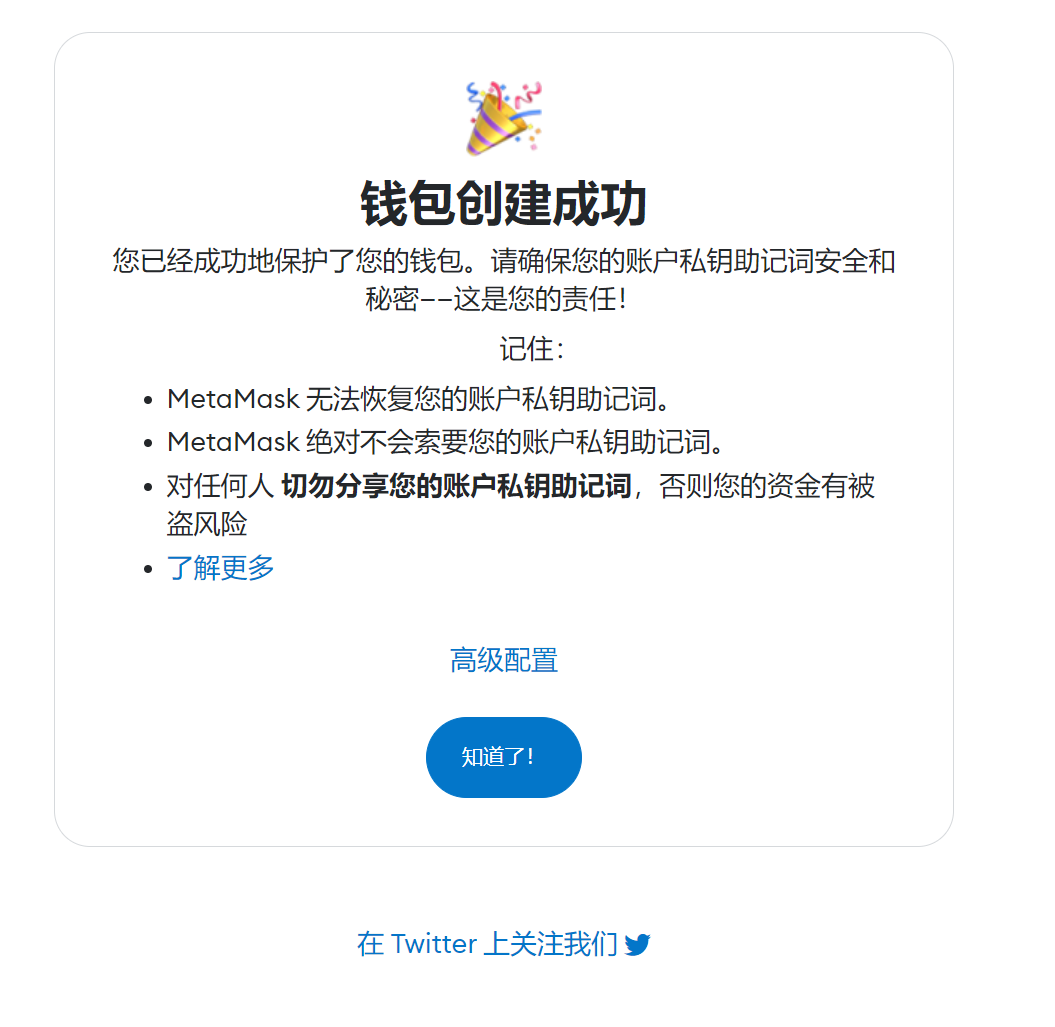 钱包创建成功
您已经成功地保护了您的钱包。请确保您的账户私钥助记词安全和
秘密––这是您的责任！
记住：
• MetaMask 无法恢复您的账户私钥助记词。
• MetaMask 绝对不会索要您的账户私钥助记词。
• 对任何人 切勿分享您的账户私钥助记词，否则您的资金有被
盗风险
• 了解更多
高级配置
知道了！
在 Twitter 上关注我们